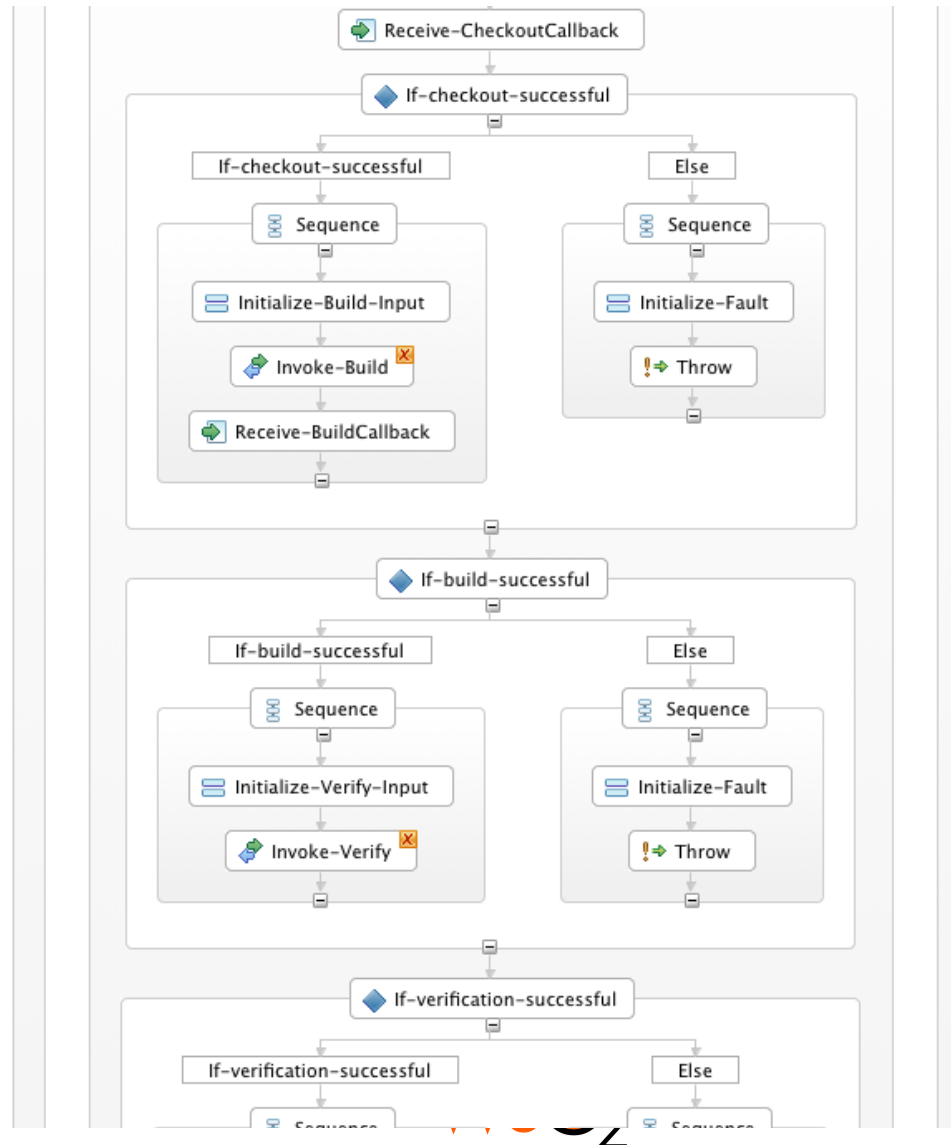 Receive-CheckoutCallback
If-checkout-successful
If-checkout-successful
Else
Sequence
Sequence
Initialize-Build-Input
Initialize-Fault
Invoke-Build
Throw
Receive-BuildCallback
If-build-successful
If-build-successful
Else
Sequence
Sequence
Initialize-Verify-Input
Initialize-Fault
Invoke-Verify
Throw
If-verification-successful
If-verification-successful
Else
Sequence
Sequence